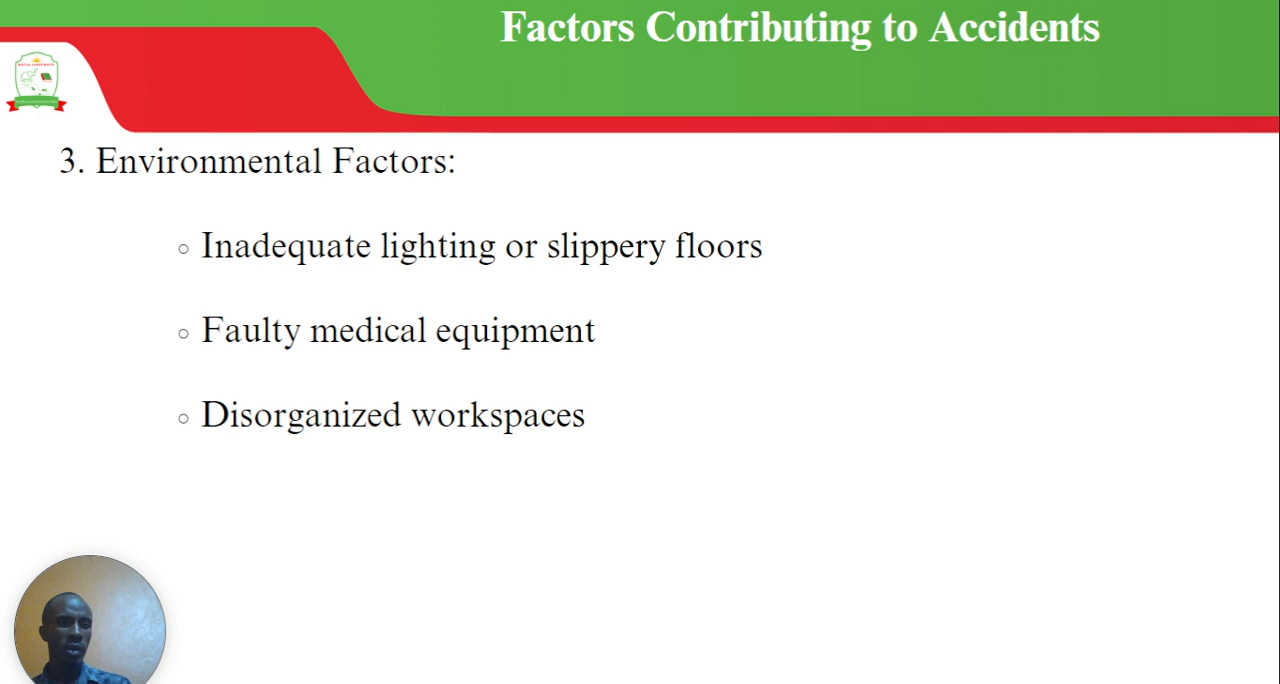 Factors Contributing to Accidents
3. Environmental Factors:
Inadequate lighting or slippery floors
Faulty medical equipment
Disorganized workspaces